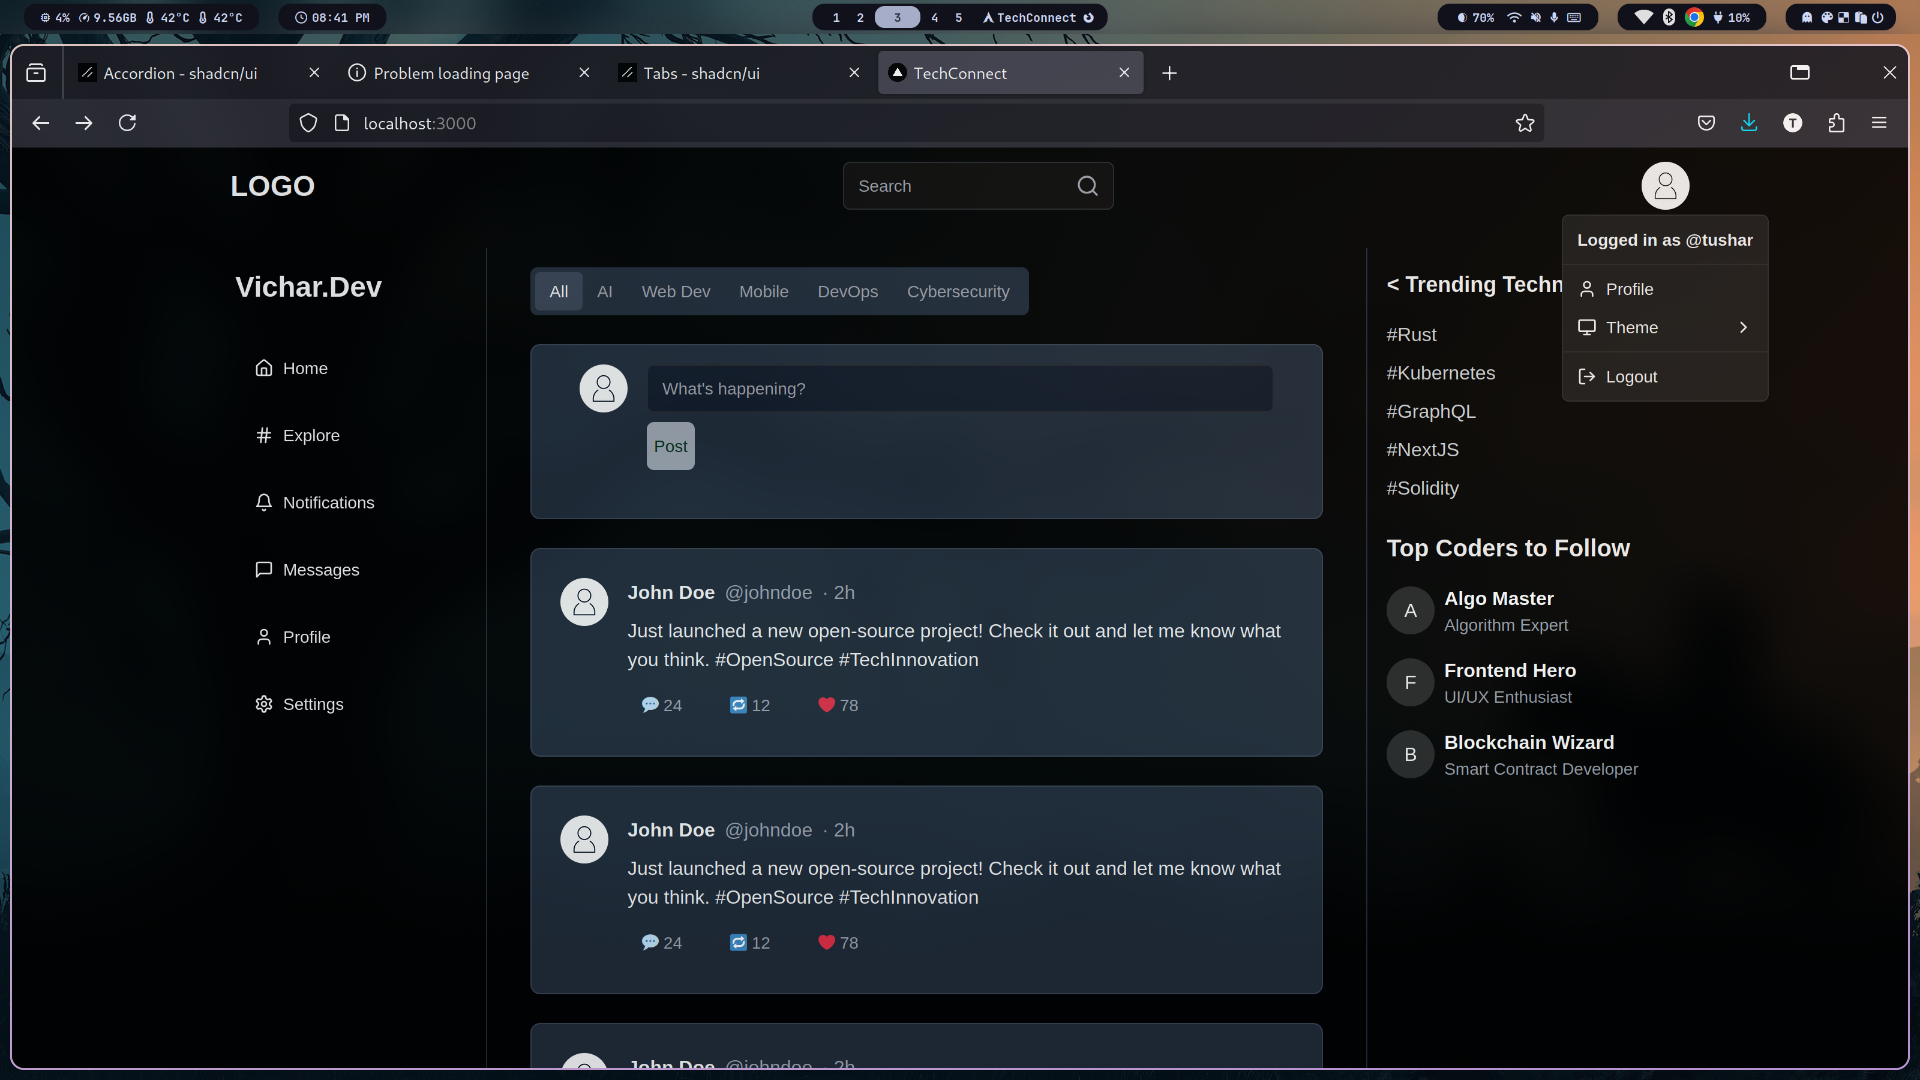 4% 9.56GB 42°C 42°C
08:41 PM
1 2 3 4 5 TechConnect
70%
10%
Accordion - shadcn/ui
Problem loading page
Tabs - shadcn/ui
TechConnect
localhost:3000
T
LOGO
Search
Logged in as @tushar
Profile
Theme
Logout
Vichar.Dev
Home
Explore
Notifications
Messages
Profile
Settings
All AI Web Dev Mobile DevOps Cybersecurity
What's happening?
Post
John Doe @johndoe · 2h
Just launched a new open-source project! Check it out and let me know what
you think. #OpenSource #TechInnovation
24 12 78
John Doe @johndoe · 2h
Just launched a new open-source project! Check it out and let me know what
you think. #OpenSource #TechInnovation
24 12 78
John Doe @johndoe · 2h
< Trending Techn
#Rust
#Kubernetes
#GraphQL
#NextJS
#Solidity
Top Coders to Follow
A
Algo Master
Algorithm Expert
F
Frontend Hero
UI/UX Enthusiast
B
Blockchain Wizard
Smart Contract Developer